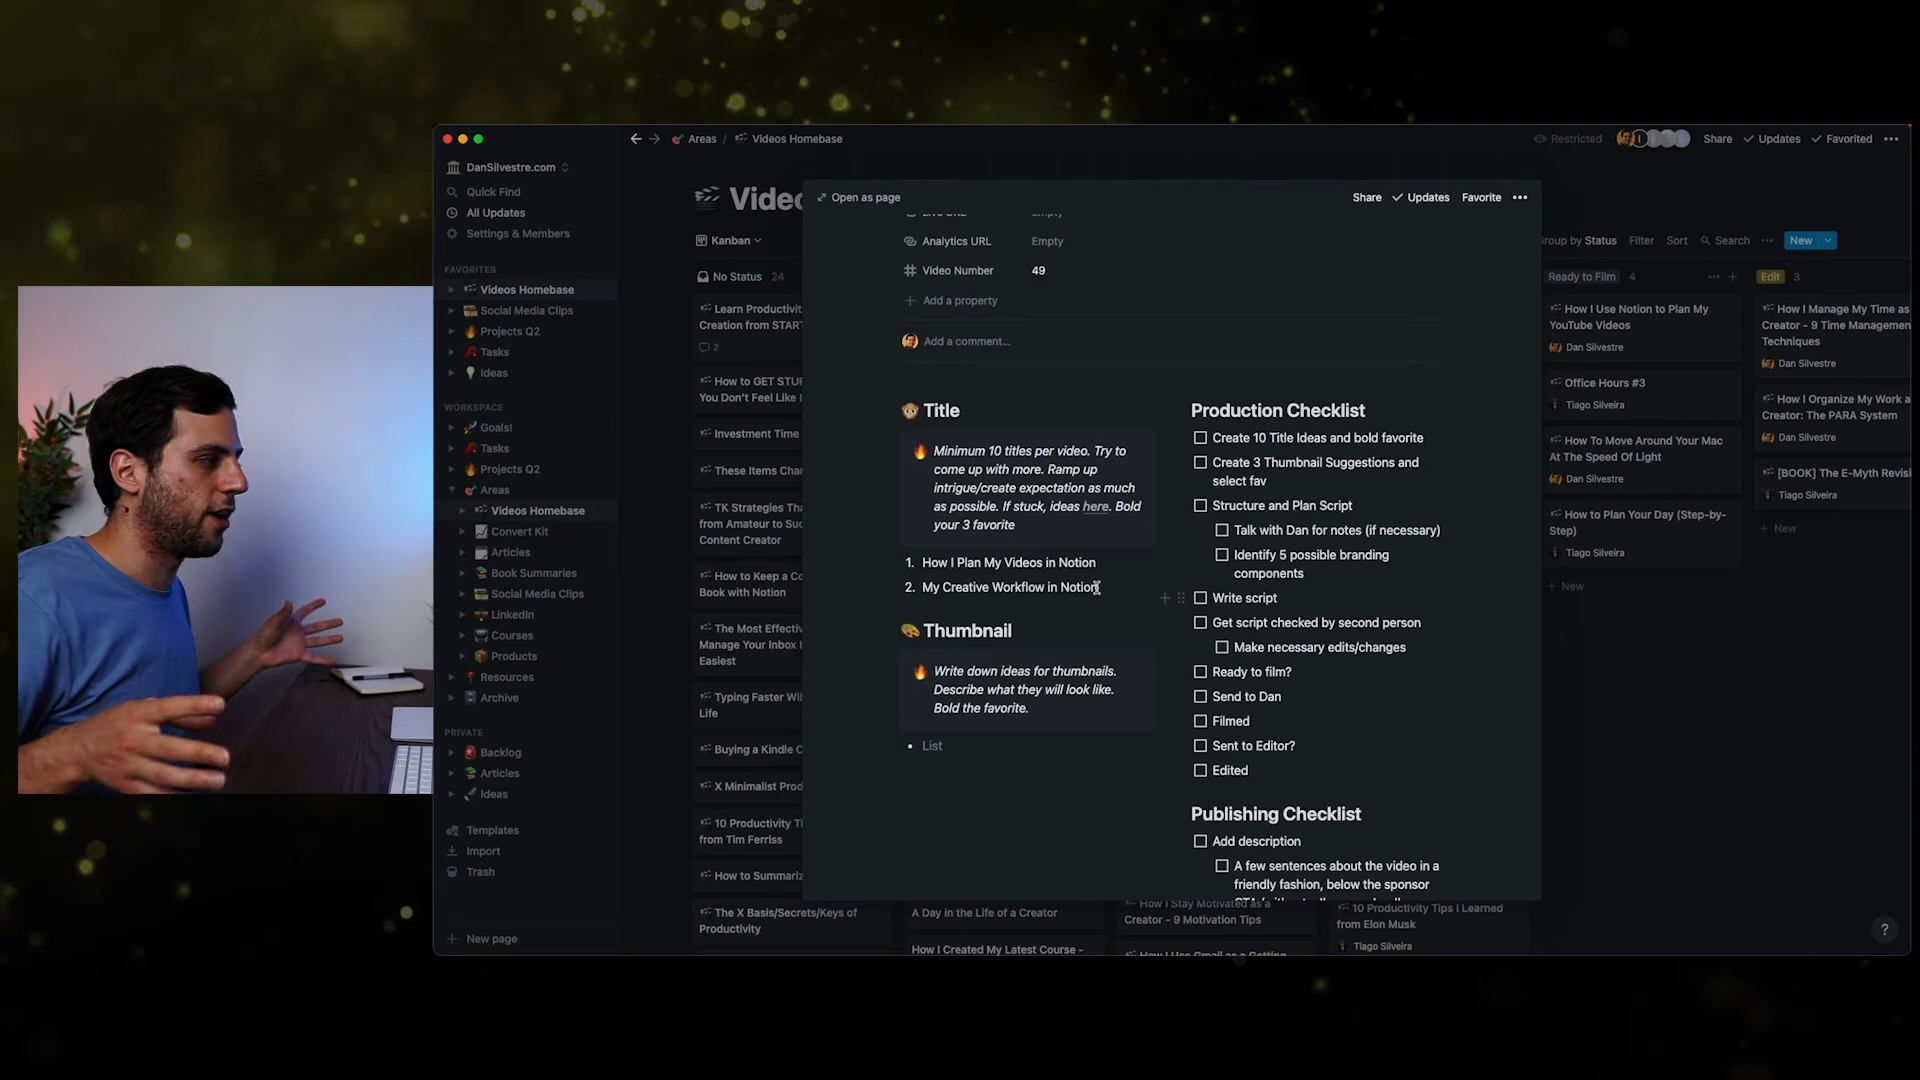 Areas / Videos Homebase
Restricted
Share
Updates
Favorited
DanSilvestre.com
Quick Find
All Updates
Settings & Members
FAVORITES
Videos Homebase
Social Media Clips
Projects Q2
Tasks
Ideas
WORKSPACE
Goals!
Tasks
Projects Q2
Areas
Videos Homebase
Convert Kit
Articles
Book Summaries
Social Media Clips
LinkedIn
Courses
Products
Resources
Archive
PRIVATE
Backlog
Articles
Ideas
Templates
Import
Trash
New page
Kanban
No Status 24
Learn Productivit
Creation from START
2
How to GET STUF
You Don't Feel Like
Investment Time
These Items Char
TK Strategies Tha
from Amateur to Suc
Content Creator
How to Keep a Co
Book with Notion
The Most Effectiv
Manage Your Inbox
Easiest
Typing Faster Wil
Life
Buying a Kindle C
X Minimalist Prod
10 Productivity Ti
from Tim Ferriss
How to Summariz
The X Basis/Secrets/Keys of
Productivity
Open as page
Share
Updates
Favorite
Empty
Analytics URL
Empty
Video Number
49
Add a property
Add a comment...
Title
Minimum 10 titles per video. Try to
come up with more. Ramp up
intrigue/create expectation as much
as possible. If stuck, ideas here. Bold
your 3 favorite
1. How I Plan My Videos in Notion
2. My Creative Workflow in Notion
Thumbnail
Write down ideas for thumbnails.
Describe what they will look like.
Bold the favorite.
List
Production Checklist
Create 10 Title Ideas and bold favorite
Create 3 Thumbnail Suggestions and
select fav
Structure and Plan Script
Talk with Dan for notes (if necessary)
Identify 5 possible branding
components
Write script
Get script checked by second person
Make necessary edits/changes
Ready to film?
Send to Dan
Filmed
Sent to Editor?
Edited
Publishing Checklist
Add description
A few sentences about the video in a
friendly fashion, below the sponsor
A Day in the Life of a Creator
How I Created My Latest Course -
How I Stay Motivated as a
Creator - 9 Motivation Tips
How I Use Gmail as a Getting
10 Productivity Tips I Learned
from Elon Musk
Tiago Silveira
Group by Status
Filter
Sort
Search
New
Ready to Film 4
How I Use Notion to Plan My
YouTube Videos
Dan Silvestre
Office Hours #3
Tiago Silveira
How To Move Around Your Mac
At The Speed Of Light
Dan Silvestre
How to Plan Your Day (Step-by-
Step)
Tiago Silveira
New
Edit 3
How I Manage My Time as
Creator - 9 Time Managemen
Techniques
Dan Silvestre
How I Organize My Work a
Creator: The PARA System
Dan Silvestre
[BOOK] The E-Myth Revisi
Tiago Silveira
New
?